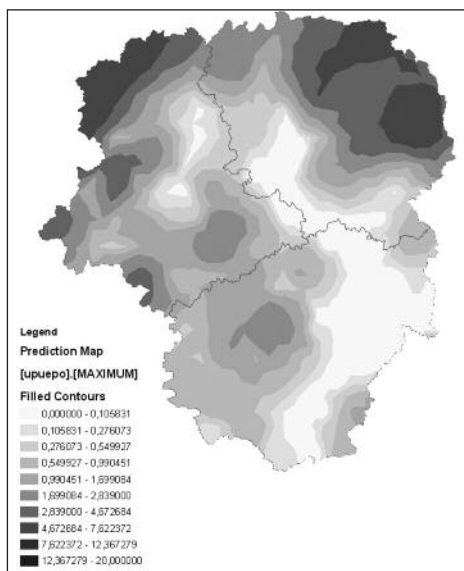 Legend
Prediction Map
[upuepo].[MAXIMUM]
Filled Contours
0,000000 - 0,105831
0,105831 - 0,276073
0,276073 - 0,549927
0,549927 - 0,990451
0,990451 - 1,699084
1,699084 - 2,839000
2,839000 - 4,672684
4,672684 - 7,622372
7,622372 - 12,367279
12,367279 - 20,000000